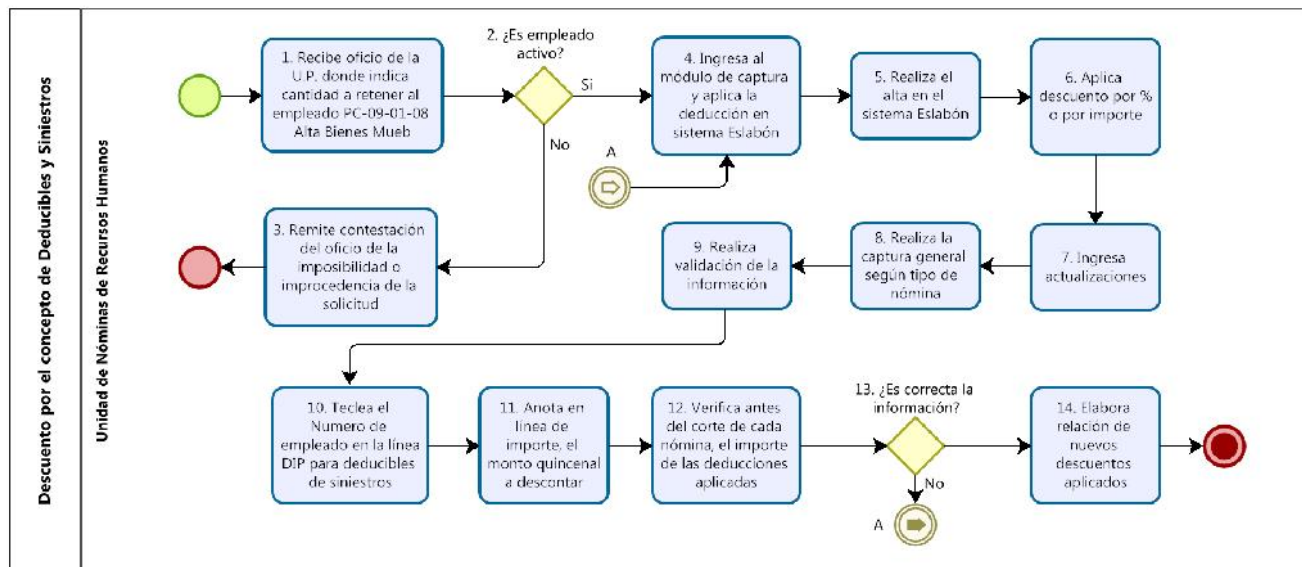 Descuento por el concepto de Deducibles y Siniestros
Unidad de Nóminas de Recursos Humanos
1. Recibe oficio de la
U.P. donde indica
cantidad a retener al
empleado PC-09-01-08
Alta Bienes Mueb
2. ¿Es empleado
activo?
Si
No
3. Remite contestación
del oficio de la
imposibilidad o
improcedencia de la
solicitud
4. Ingresa al
módulo de captura
y aplica la
deducción en
sistema Eslabón
A
5. Realiza el
alta en el
sistema Eslabón
6. Aplica
descuento por %
o por importe
7. Ingresa
actualizaciones
8. Realiza la
captura general
según tipo de
nómina
9. Realiza
validación de la
información
10. Teclea el
Numero de
empleado en la línea
DIP para deducibles
de siniestros
11. Anota en
línea de
importe, el
monto quincenal
a descontar
12. Verifica antes
del corte de cada
nómina, el importe
de las deducciones
aplicadas
13. ¿Es correcta la
información?
No
A
14. Elabora
relación de
nuevos
descuentos
aplicados